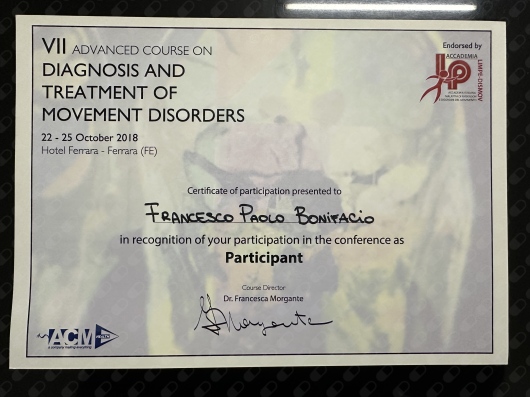 VII ADVANCED COURSE ON
DIAGNOSIS AND
TREATMENT OF
MOVEMENT DISORDERS
22 - 25 October 2018
Hotel Ferrara - Ferrara (FE)
Endorsed by
ACCADEMIA
LIMPE-DISMOV
Certificate of participation presented to
FRANCESCO PAOLO BONIFACIO
in recognition of your participation in the conference as
Participant
Course Director
Dr. Francesca Morgante
ACM